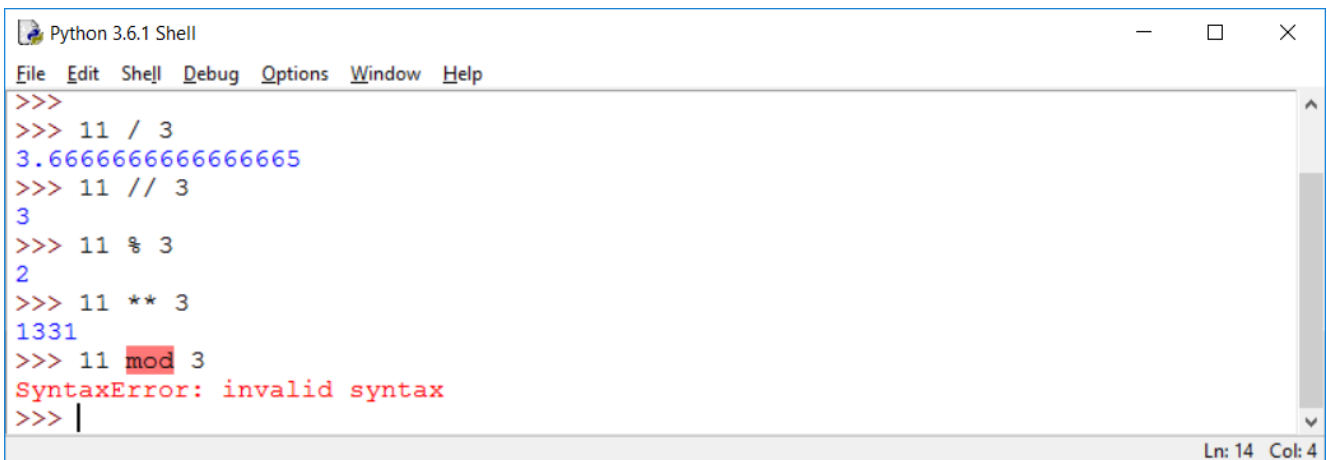 Python 3.6.1 Shell
File Edit Shell Debug Options Window Help
>>>
>>> 11 / 3
3.6666666666666665
>>> 11 // 3
3
>>> 11 % 3
2
>>> 11 ** 3
1331
>>> 11 mod 3
SyntaxError: invalid syntax
>>>
Ln: 14 Col: 4